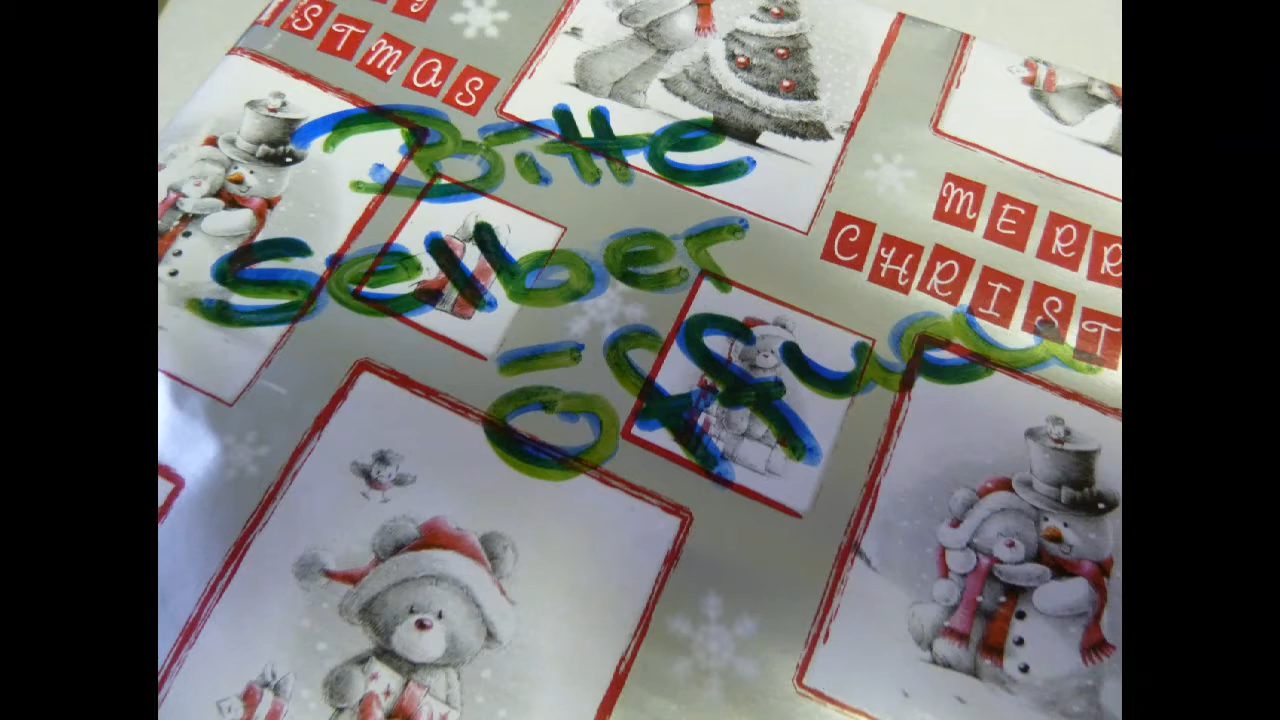 STMAS
Bitte
MERR
CHRIST
Selber
öffnen